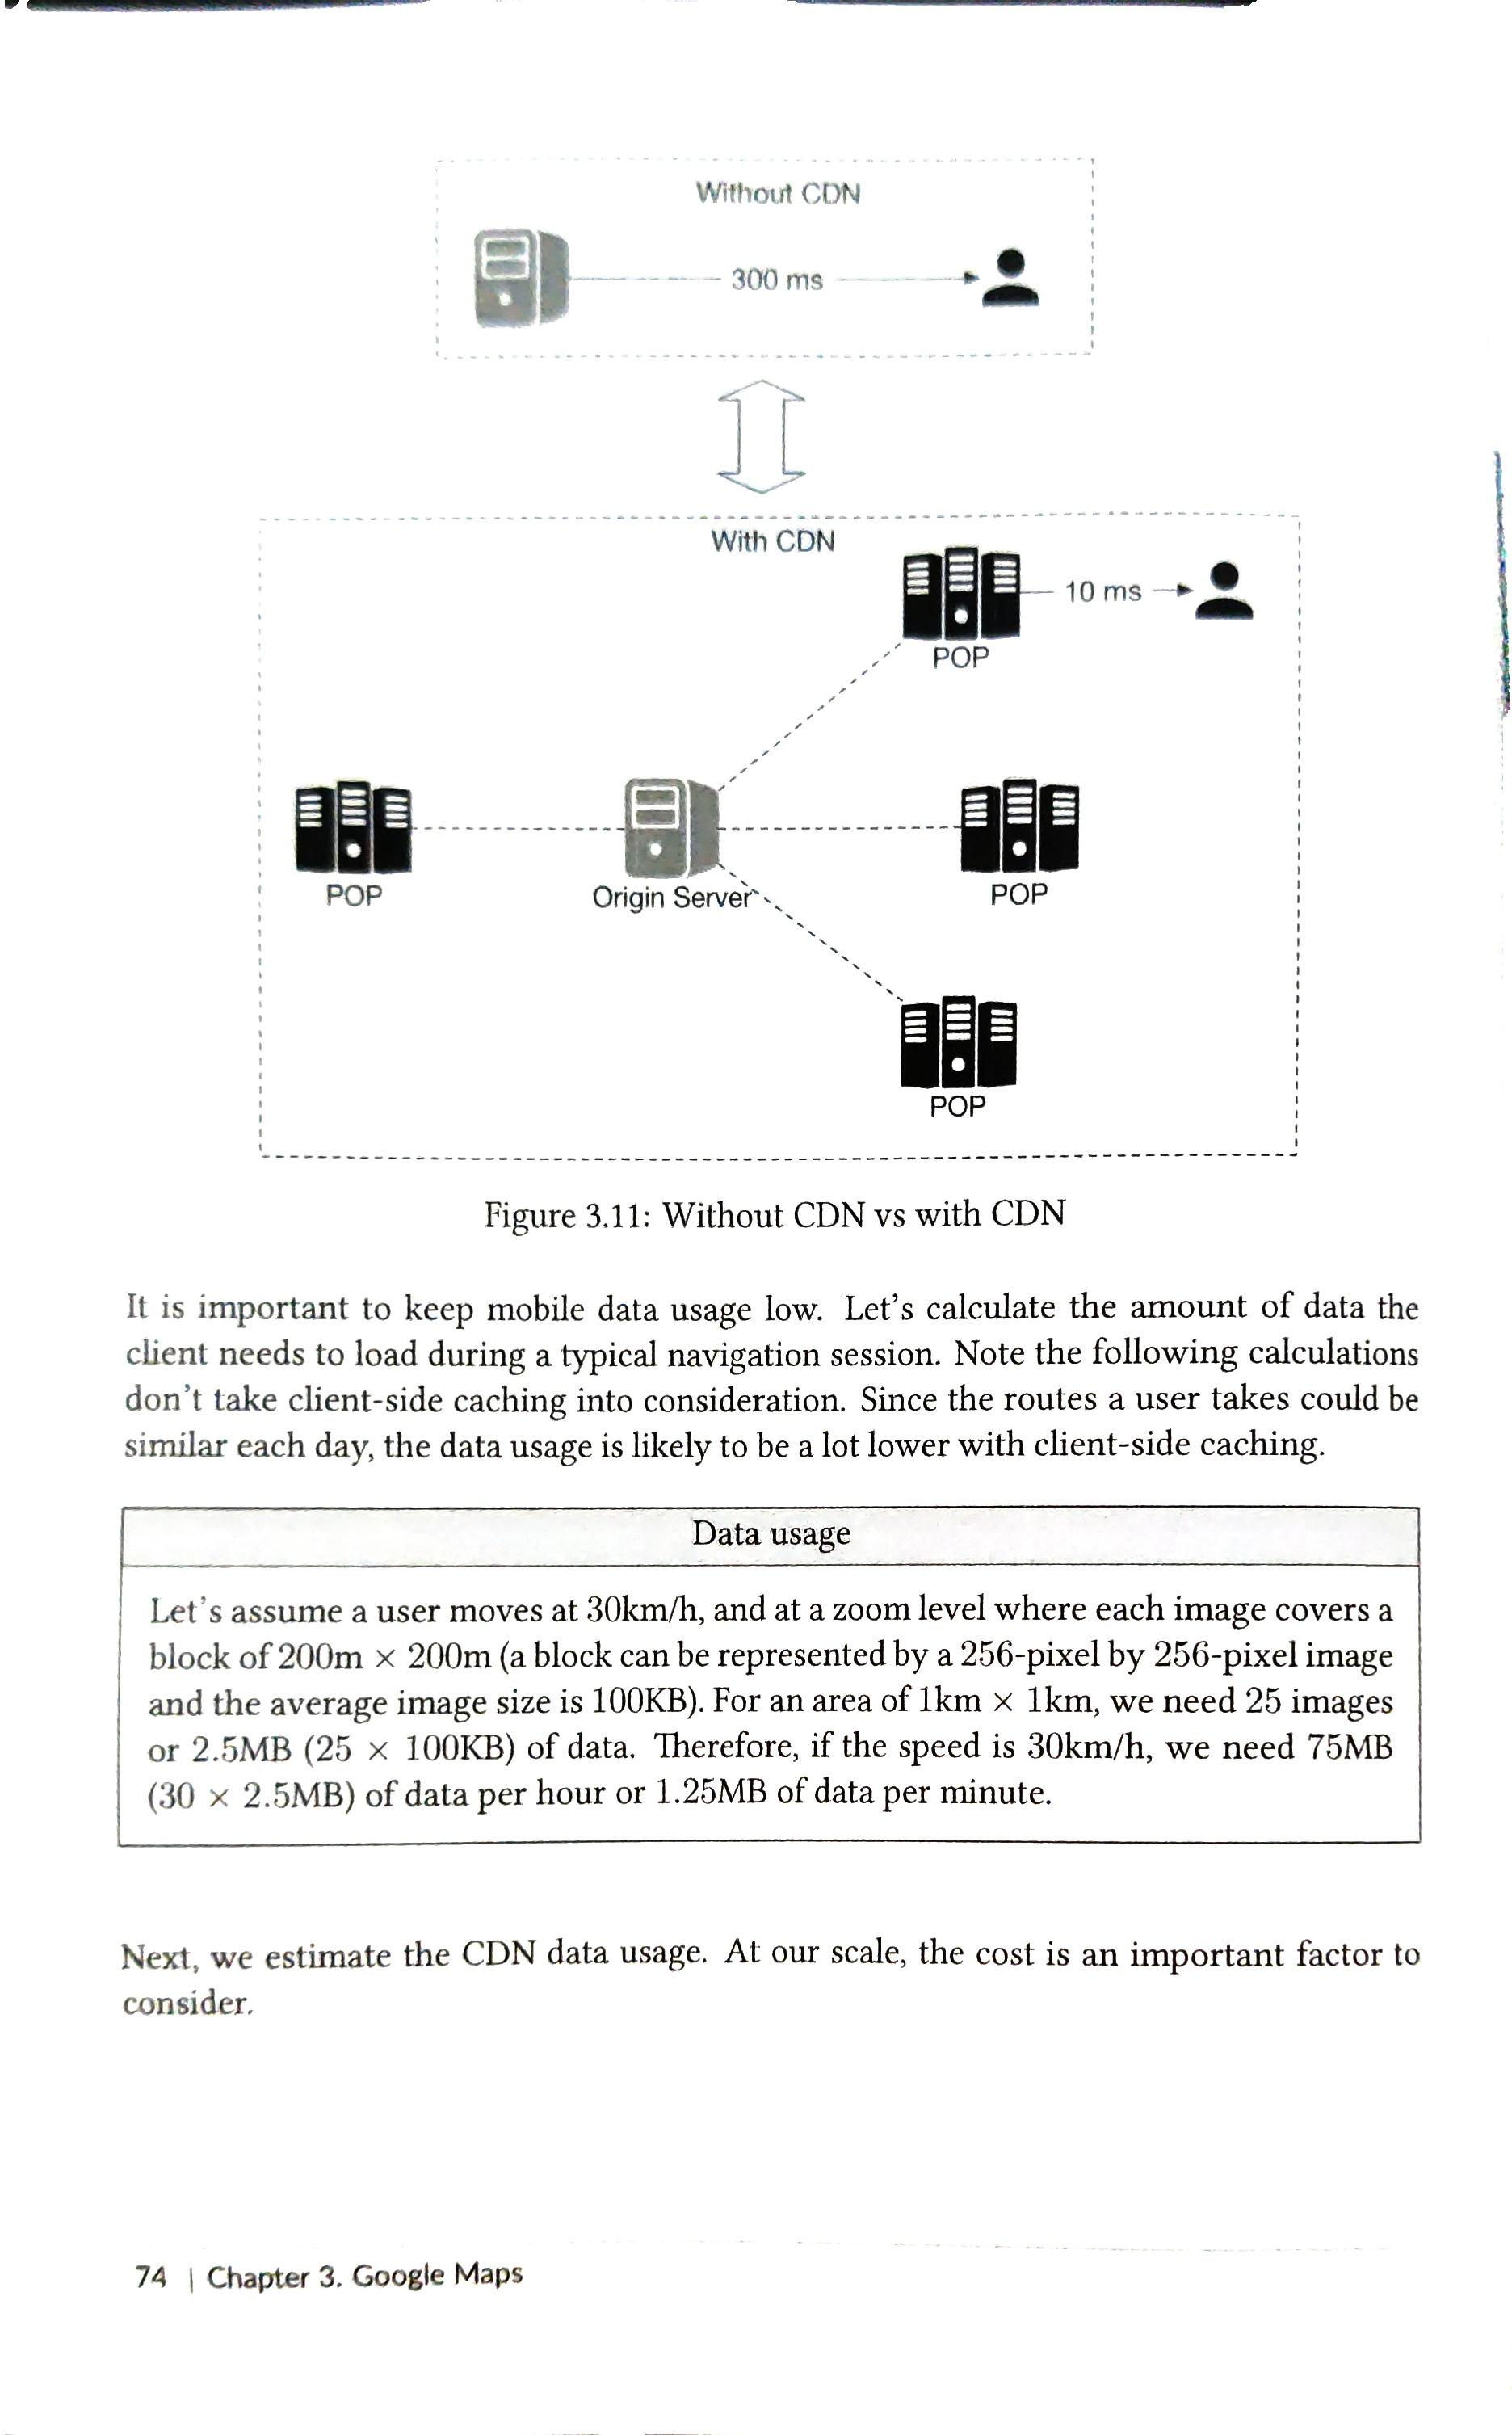 Without CDN
300 ms
With CDN
10 ms
POP
POP
Origin Server
POP
POP
Figure 3.11: Without CDN vs with CDN
It is important to keep mobile data usage low. Let's calculate the amount of data the
client needs to load during a typical navigation session. Note the following calculations
don't take client-side caching into consideration. Since the routes a user takes could be
similar each day, the data usage is likely to be a lot lower with client-side caching.
Data usage
Let's assume a user moves at 30km/h, and at a zoom level where each image covers a
block of 200m × 200m (a block can be represented by a 256-pixel by 256-pixel image
and the average image size is 100KB). For an area of 1km × 1km, we need 25 images
or 2.5MB (25 × 100KB) of data. Therefore, if the speed is 30km/h, we need 75MB
(30 × 2.5MB) of data per hour or 1.25MB of data per minute.
Next, we estimate the CDN data usage. At our scale, the cost is an important factor to
consider.
74 | Chapter 3. Google Maps